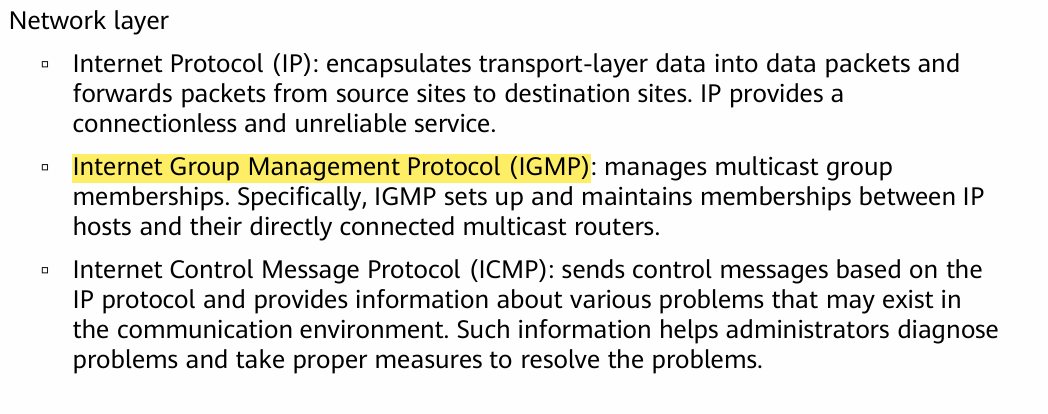 Network layer
▫ Internet Protocol (IP): encapsulates transport-layer data into data packets and
forwards packets from source sites to destination sites. IP provides a
connectionless and unreliable service.
▫ Internet Group Management Protocol (IGMP): manages multicast group
memberships. Specifically, IGMP sets up and maintains memberships between IP
hosts and their directly connected multicast routers.
▫ Internet Control Message Protocol (ICMP): sends control messages based on the
IP protocol and provides information about various problems that may exist in
the communication environment. Such information helps administrators diagnose
problems and take proper measures to resolve the problems.